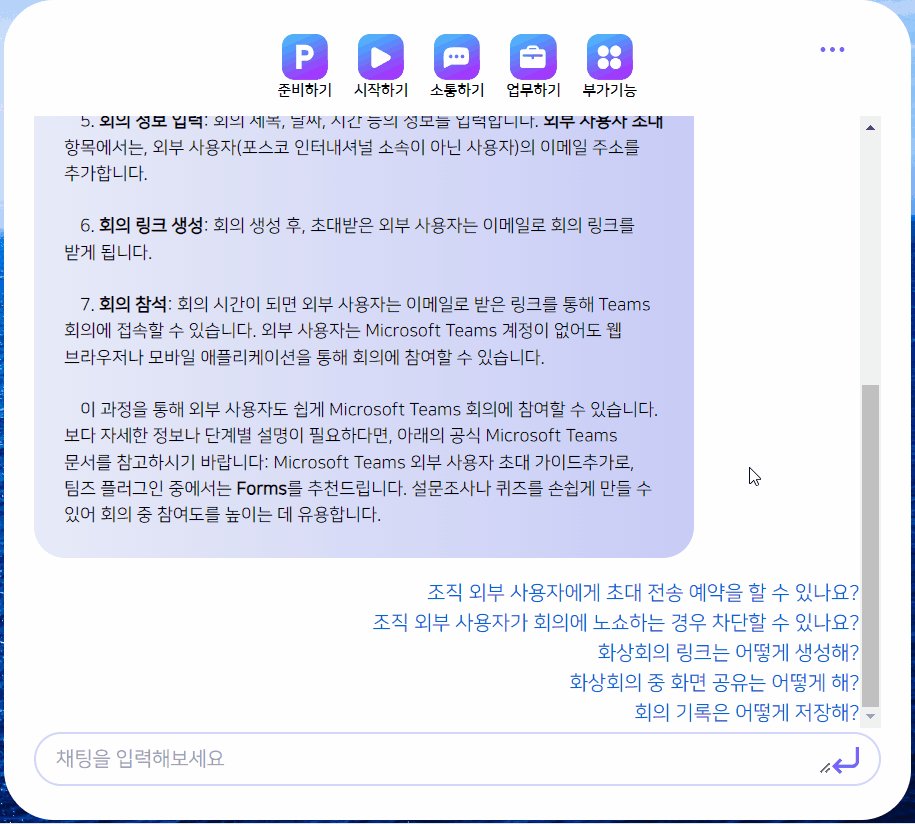 P
준비하기 시작하기 소통하기 업무하기 부가기능
5. 회의 정보 입력: 회의 제목, 날짜, 시간 등의 정보를 입력합니다. 외부 사용자 초대
항목에서는, 외부 사용자(포스코 인터내셔널 소속이 아닌 사용자)의 이메일 주소를
추가합니다.
6. 회의 링크 생성: 회의 생성 후, 초대받은 외부 사용자는 이메일로 회의 링크를
받게 됩니다.
7. 회의 참석: 회의 시간이 되면 외부 사용자는 이메일로 받은 링크를 통해 Teams
회의에 접속할 수 있습니다. 외부 사용자는 Microsoft Teams 계정이 없어도 웹
브라우저나 모바일 애플리케이션을 통해 회의에 참여할 수 있습니다.
이 과정을 통해 외부 사용자도 쉽게 Microsoft Teams 회의에 참여할 수 있습니다.
보다 자세한 정보나 단계별 설명이 필요하다면, 아래의 공식 Microsoft Teams
문서를 참고하시기 바랍니다: Microsoft Teams 외부 사용자 초대 가이드추가로,
팀즈 플러그인 중에서는 Forms를 추천드립니다. 설문조사나 퀴즈를 손쉽게 만들 수
있어 회의 중 참여도를 높이는 데 유용합니다.
조직 외부 사용자에게 초대 전송 예약을 할 수 있나요?
조직 외부 사용자가 회의에 노쇼하는 경우 차단할 수 있나요?
화상회의 링크는 어떻게 생성해?
화상회의 중 화면 공유는 어떻게 해?
회의 기록은 어떻게 저장해?
채팅을 입력해보세요